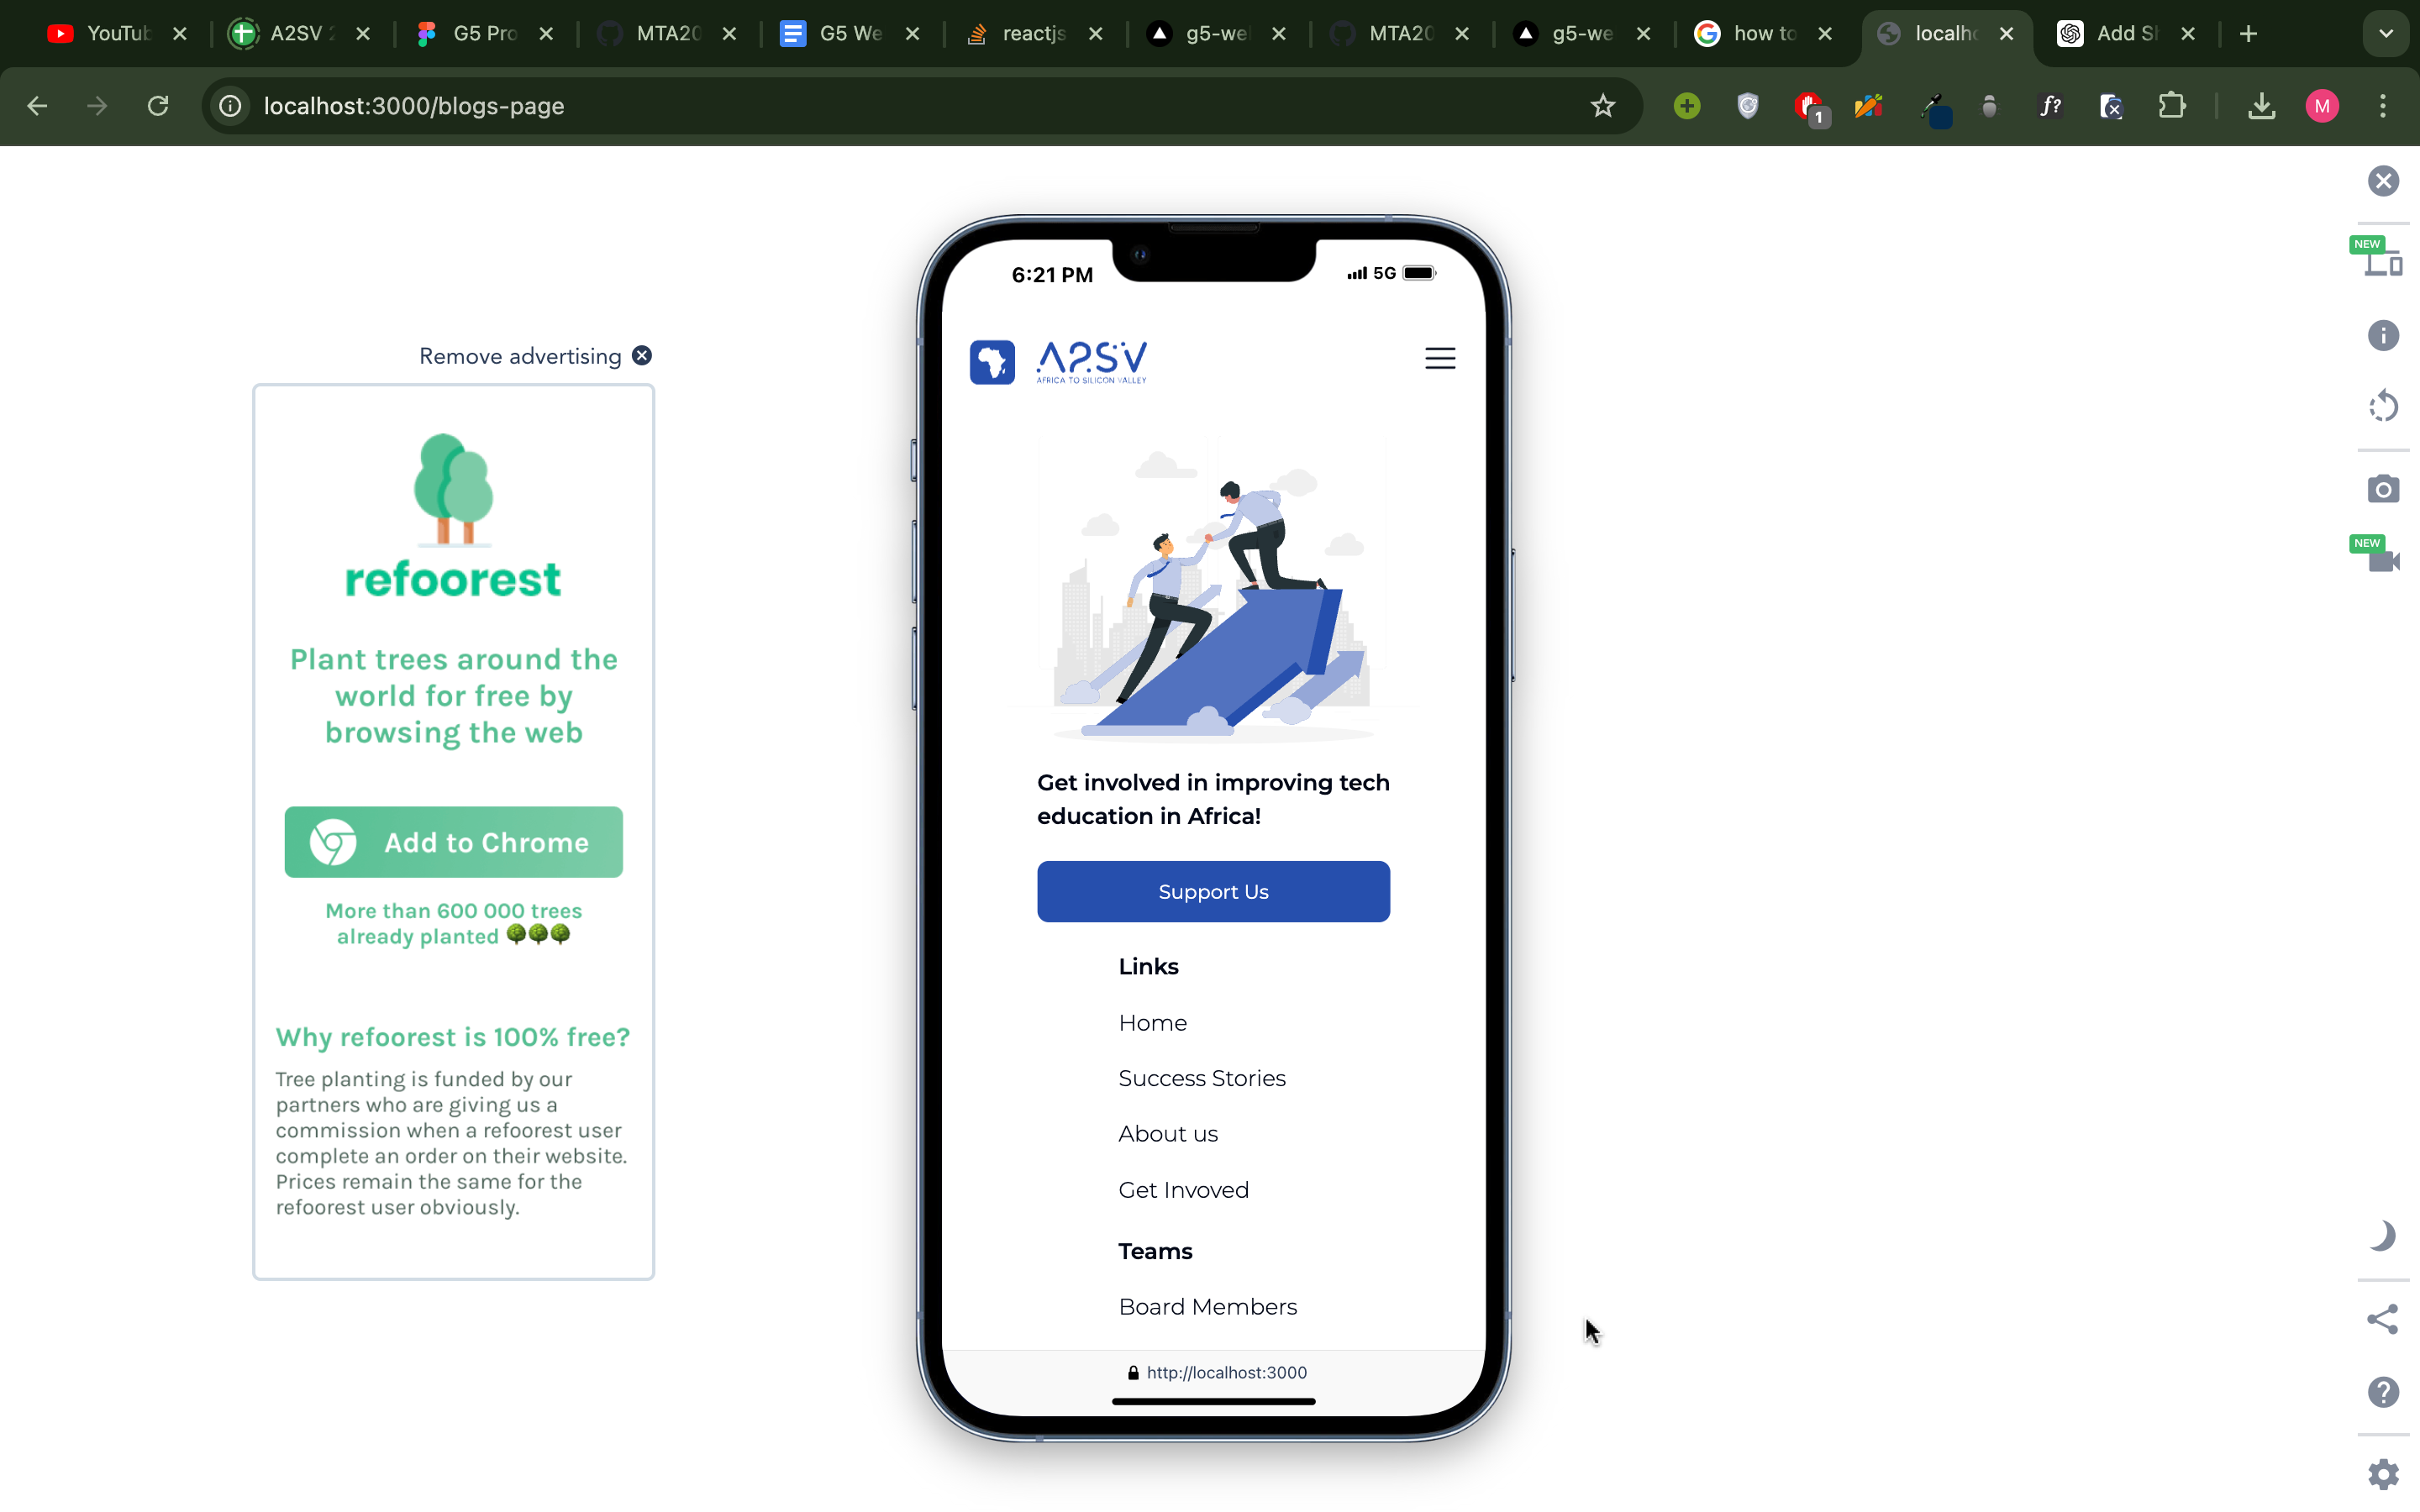 YouTub
A2SV 2
G5 Pro
MTA20
G5 We
reactjs
g5-we
MTA20
g5-we
how to
localho
Add Sh
localhost:3000/blogs-page
1
f?
M
NEW
NEW
Remove advertising
refoorest
Plant trees around the
world for free by
browsing the web
Add to Chrome
More than 600 000 trees
already planted
Why refoorest is 100% free?
Tree planting is funded by our
partners who are giving us a
commission when a refoorest user
complete an order on their website.
Prices remain the same for the
refoorest user obviously.
6:21 PM
5G
A2SV
AFRICA TO SILICON VALLEY
Get involved in improving tech
education in Africa!
Support Us
Links
Home
Success Stories
About us
Get Invoved
Teams
Board Members
http://localhost:3000